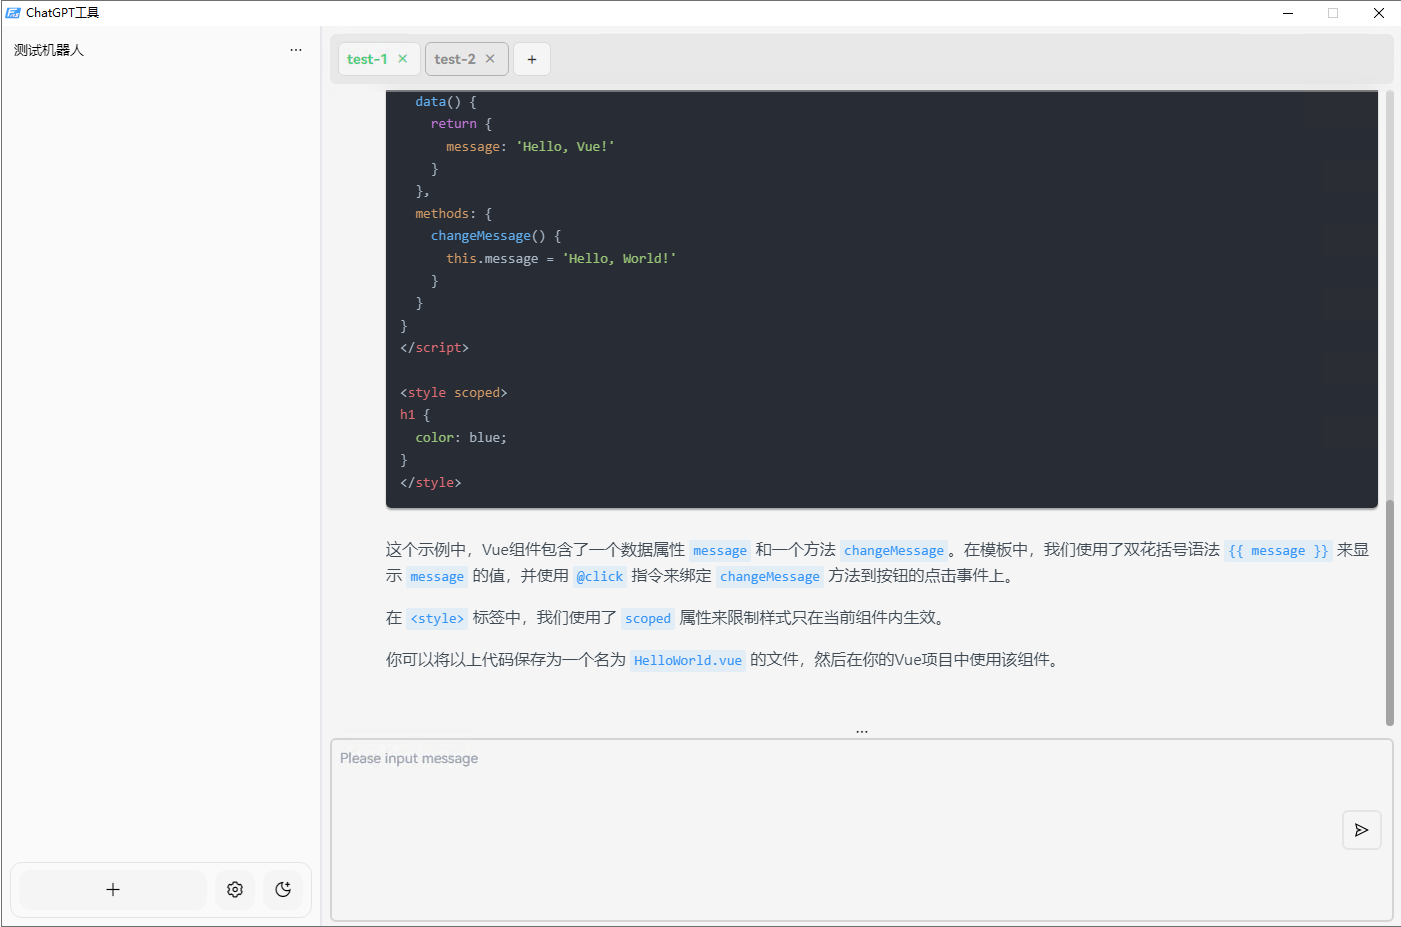 ChatGPT工具
测试机器人
test-1
test-2
data() {
return {
message: 'Hello, Vue!'
}
},
methods: {
changeMessage() {
this.message = 'Hello, World!'
}
}
}
</script>
<style scoped>
h1 {
color: blue;
}
</style>
这个示例中，Vue组件包含了一个数据属性 message 和一个方法 changeMessage。在模板中，我们使用了双花括号语法 {{ message }} 来显
示 message 的值，并使用 @click 指令来绑定 changeMessage 方法到按钮的点击事件上。
在 <style> 标签中，我们使用了 scoped 属性来限制样式只在当前组件内生效。
你可以将以上代码保存为一个名为 HelloWorld.vue 的文件，然后在你的Vue项目中使用该组件。
Please input message